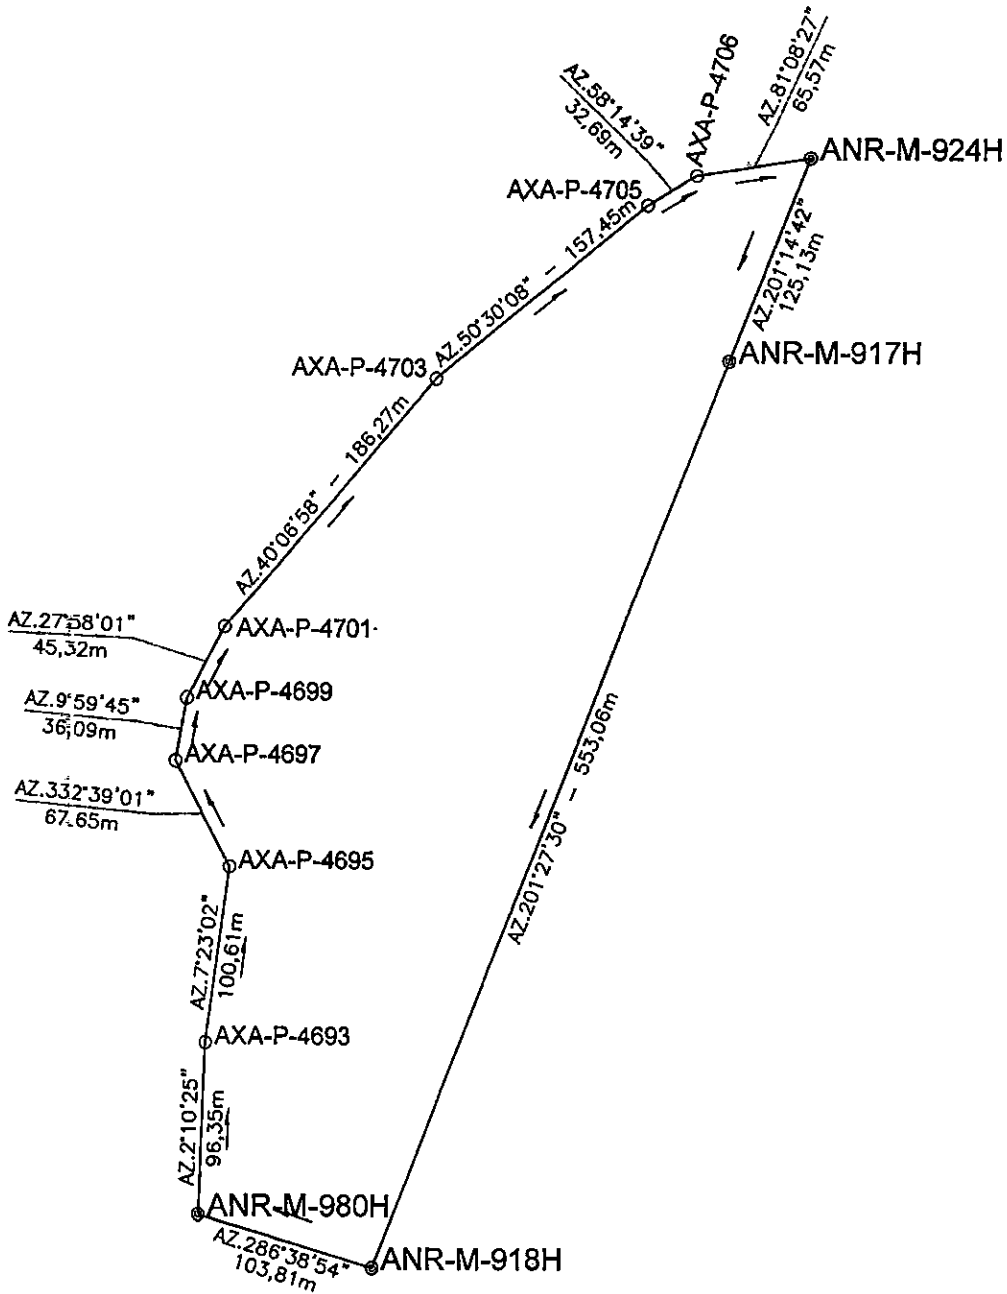 AZ.81°08'27"
65,57m
AXA-P-4706
AZ.58°14'39"
32,69m
ANR-M-924H
AXA-P-4705
AZ.201°14'42"
125,13m
AZ.50°30'08" - 157,45m
ANR-M-917H
AXA-P-4703
AZ.40°06'58" - 186,27m
AZ.27°58'01"
45,32m
AXA-P-4701
AXA-P-4699
AZ.9°59'45"
36,09m
AXA-P-4697
AZ.332°39'01"
67,65m
AZ.201°27'30" - 553,06m
AXA-P-4695
AZ.7°23'02"
100,61m
AXA-P-4693
AZ.2°10'25"
96,35m
ANR-M-980H
AZ.286°38'54"
103,81m
ANR-M-918H